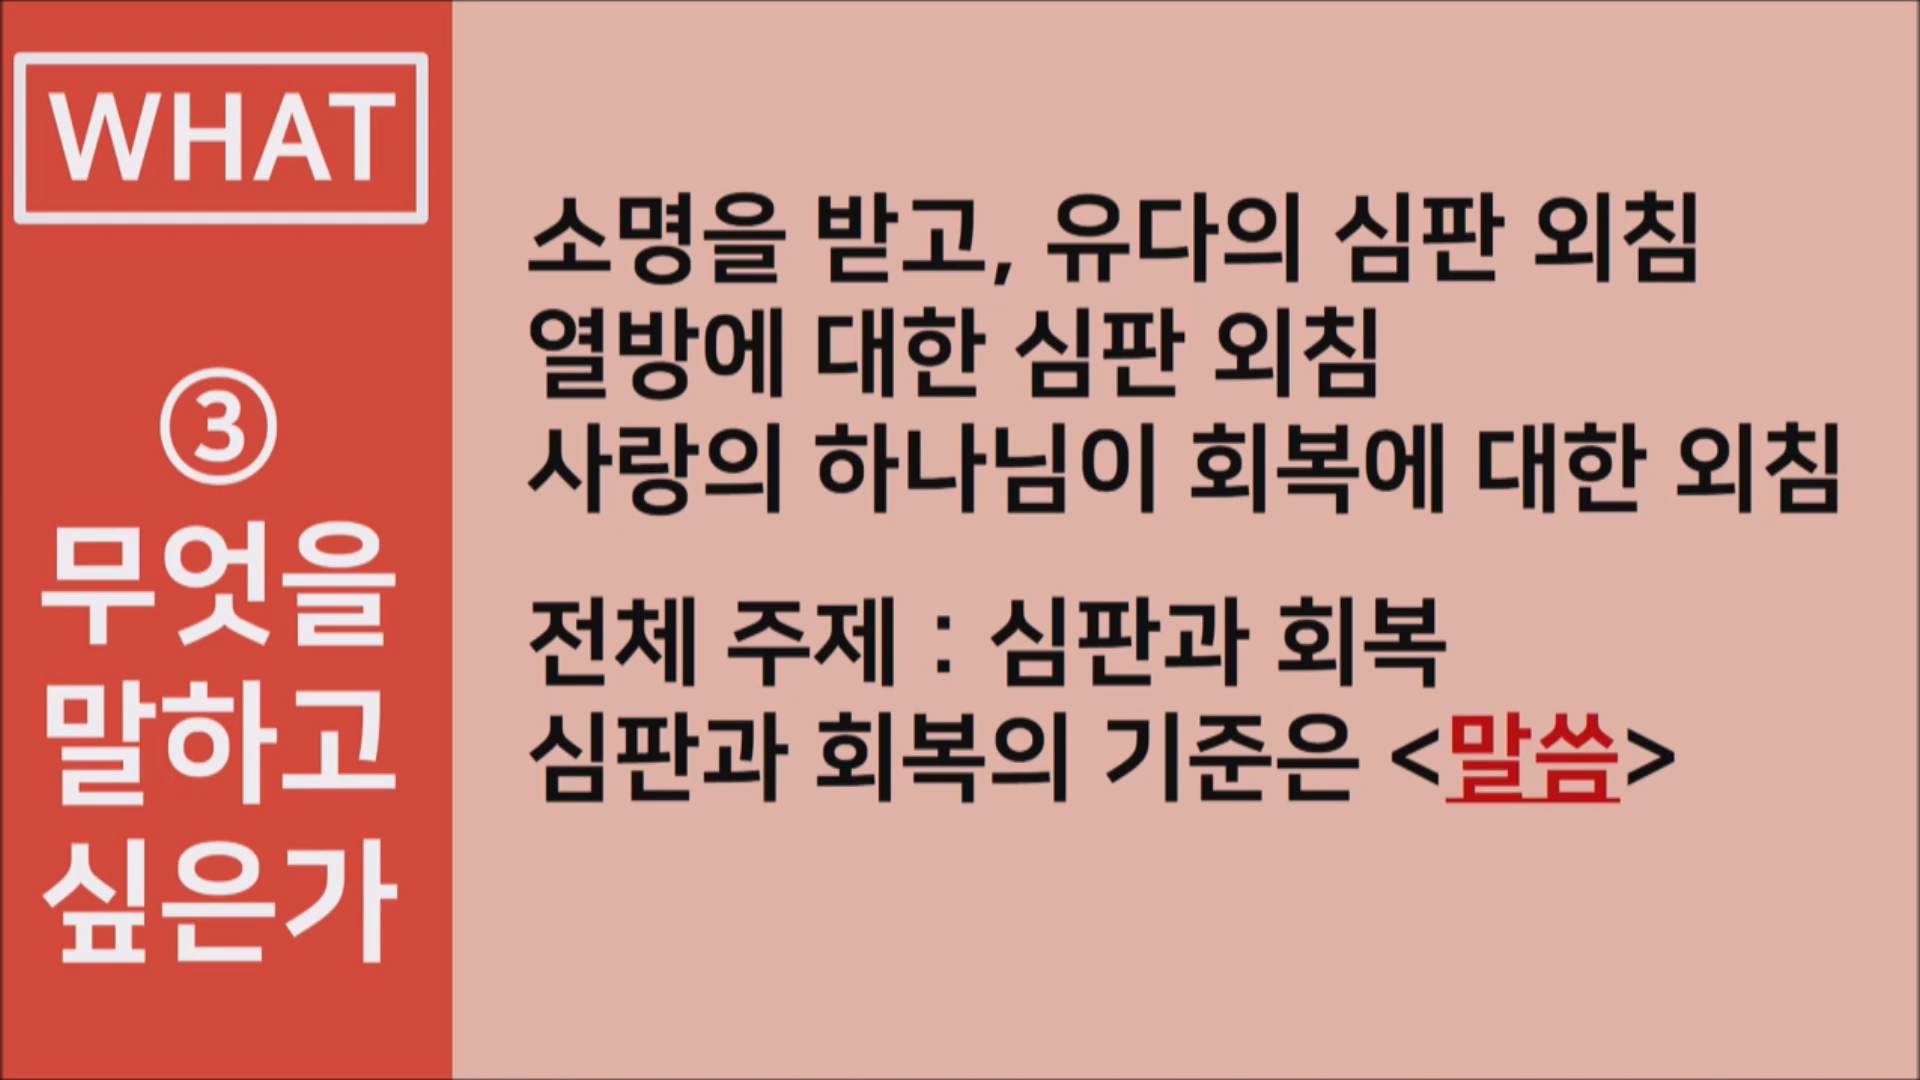 WHAT
③
무엇을
말하고
싶은가
소명을 받고, 유다의 심판 외침
열방에 대한 심판 외침
사랑의 하나님이 회복에 대한 외침
전체 주제 : 심판과 회복
심판과 회복의 기준은 <말씀>